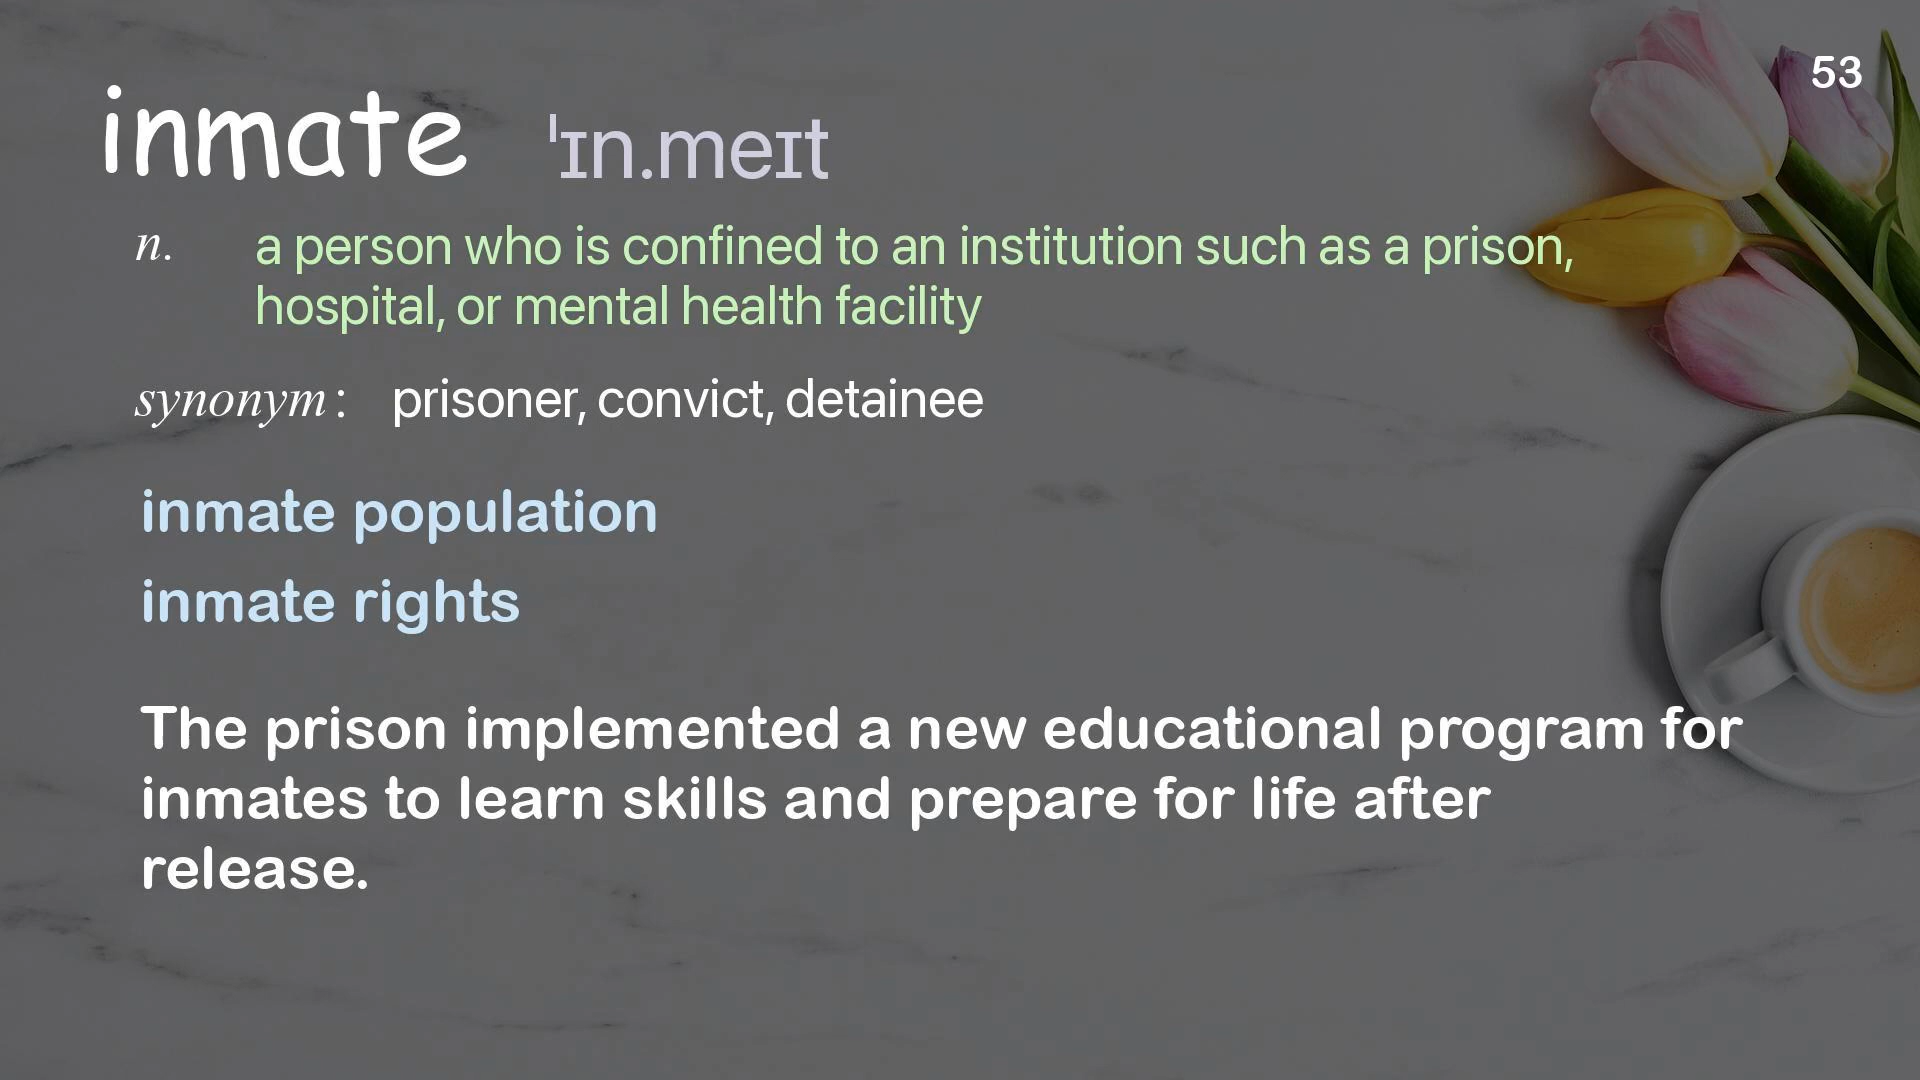 53
inmate ˈɪn.meɪt
n. a person who is confined to an institution such as a prison,
hospital, or mental health facility
synonym: prisoner, convict, detainee
inmate population
inmate rights
The prison implemented a new educational program for
inmates to learn skills and prepare for life after
release.